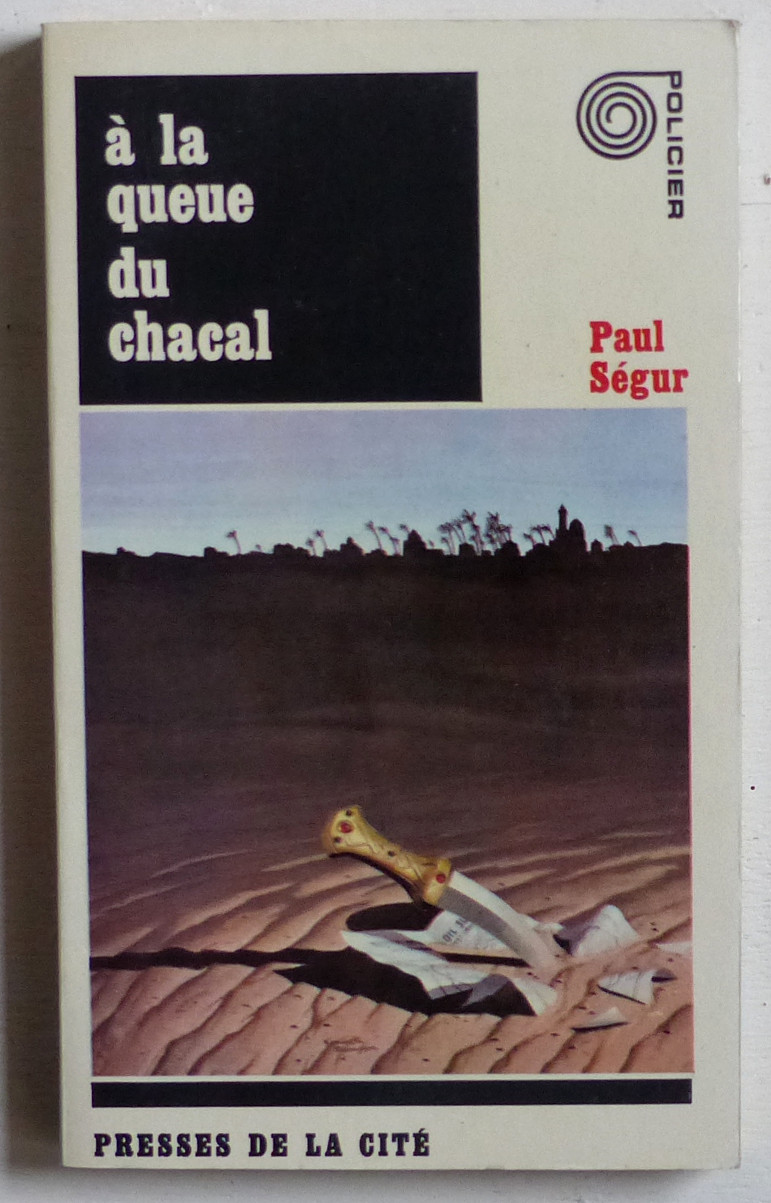 à la
queue
du
chacal
POLICIER
Paul
Ségur
PRESSES DE LA CITÉ